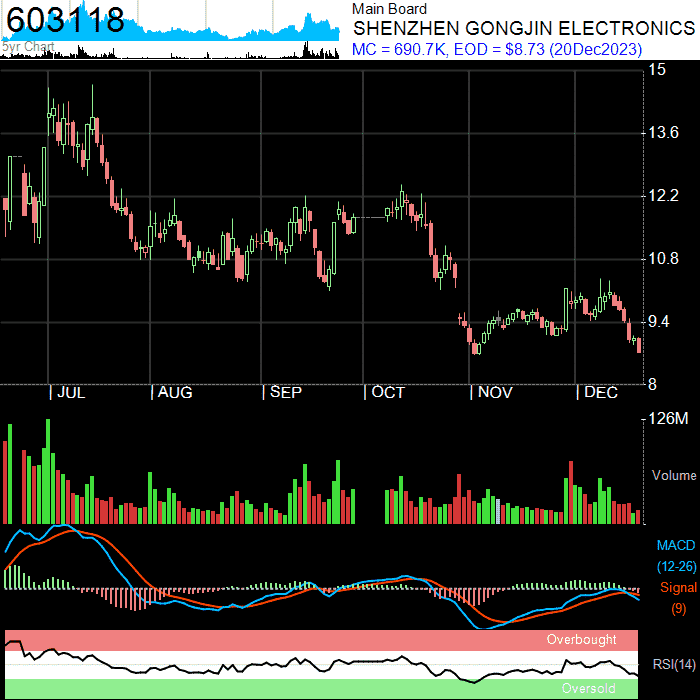 603118
5yr Chart
Main Board
SHENZHEN GONGJIN ELECTRONICS
MC = 690.7K, EOD = $8.73 (20Dec2023)
15
13.6
12.2
10.8
9.4
8
JUL AUG SEP OCT NOV DEC
126M
Volume
MACD
(12-26)
Signal
(9)
Overbought
RSI(14)
Oversold